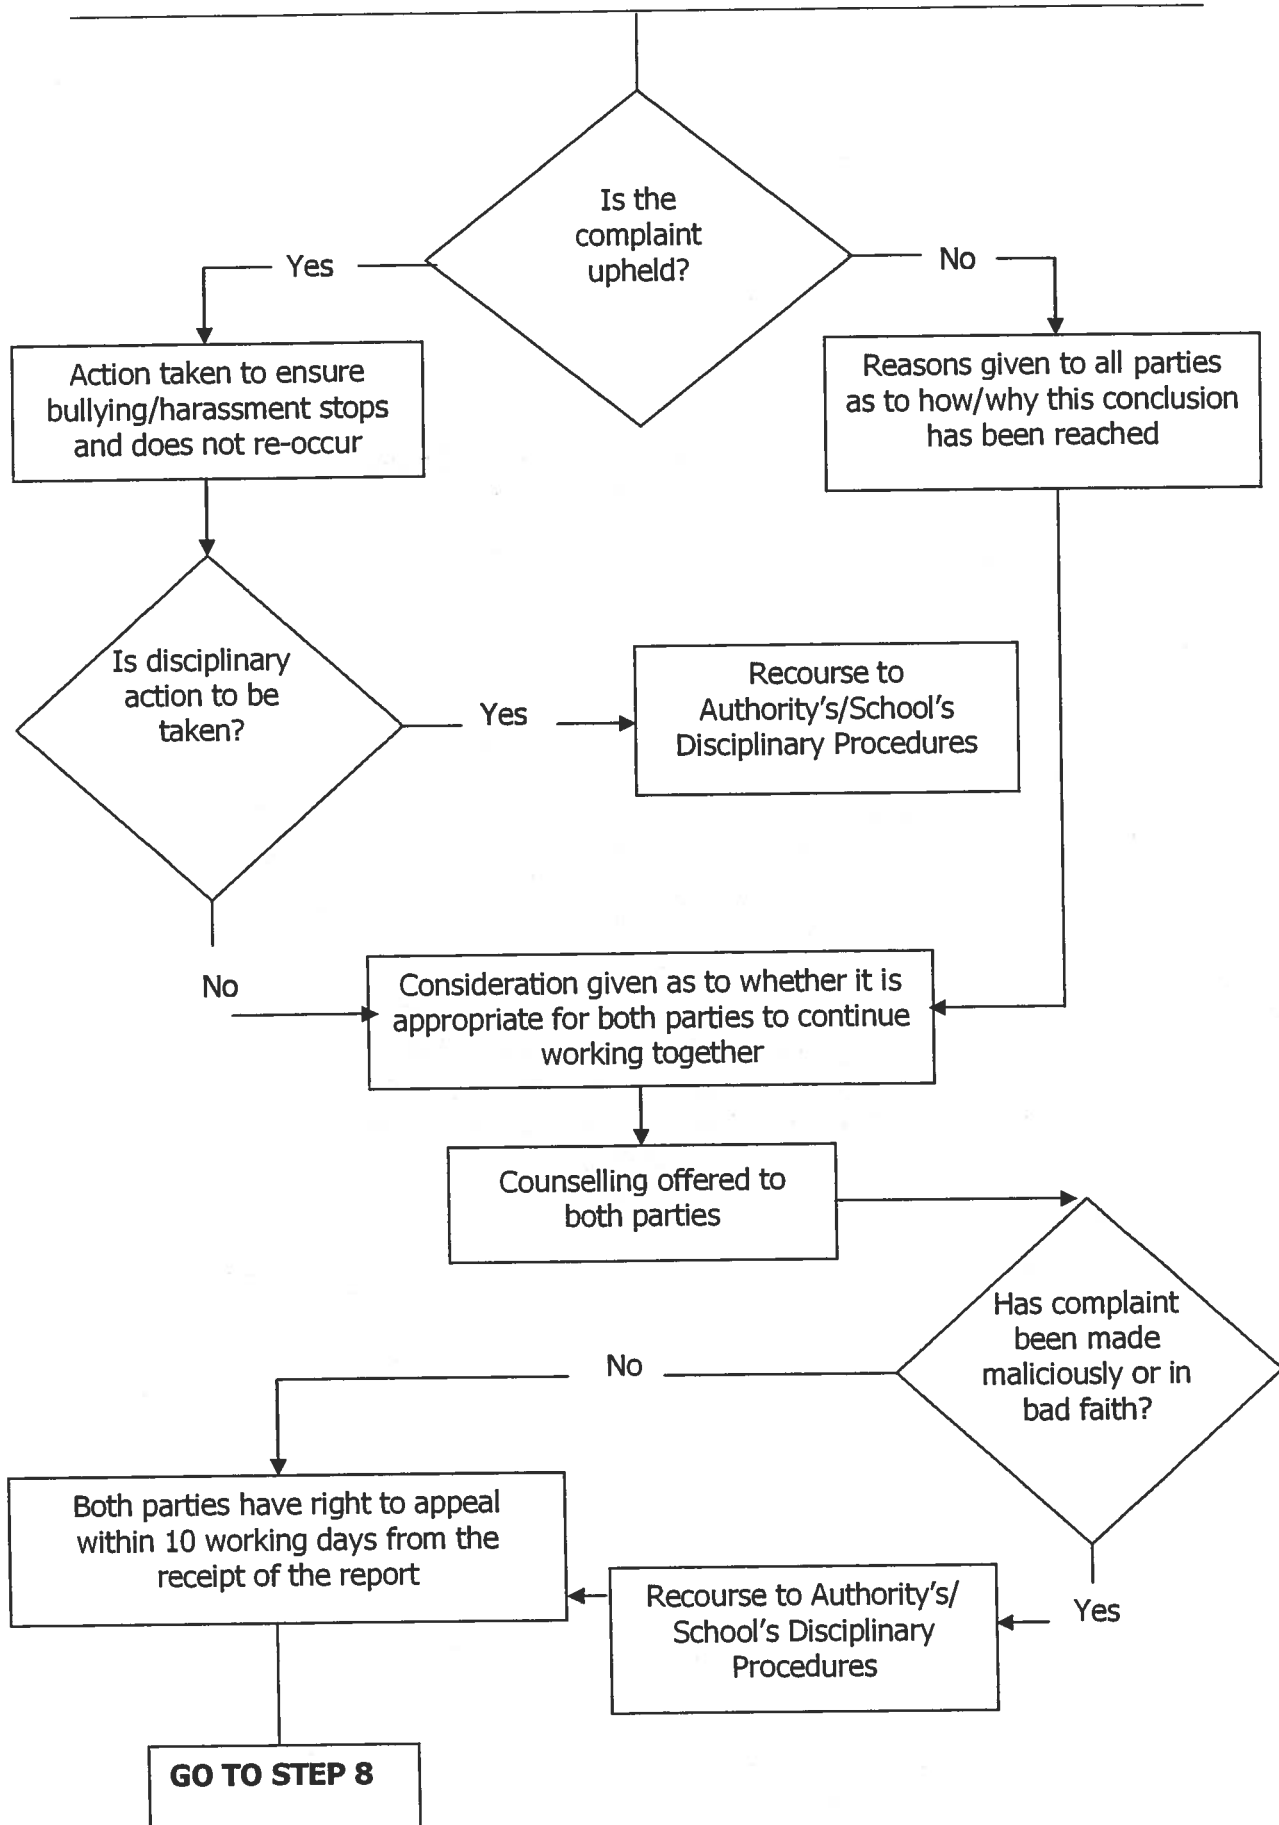 Is the
complaint
upheld?
Yes
No
Action taken to ensure
bullying/harassment stops
and does not re-occur
Reasons given to all parties
as to how/why this conclusion
has been reached
Is disciplinary
action to be
taken?
Yes
Recourse to
Authority's/School's
Disciplinary Procedures
No
Consideration given as to whether it is
appropriate for both parties to continue
working together
Counselling offered to
both parties
Has complaint
been made
maliciously or in
bad faith?
No
Both parties have right to appeal
within 10 working days from the
receipt of the report
Recourse to Authority's/
School's Disciplinary
Procedures
Yes
GO TO STEP 8